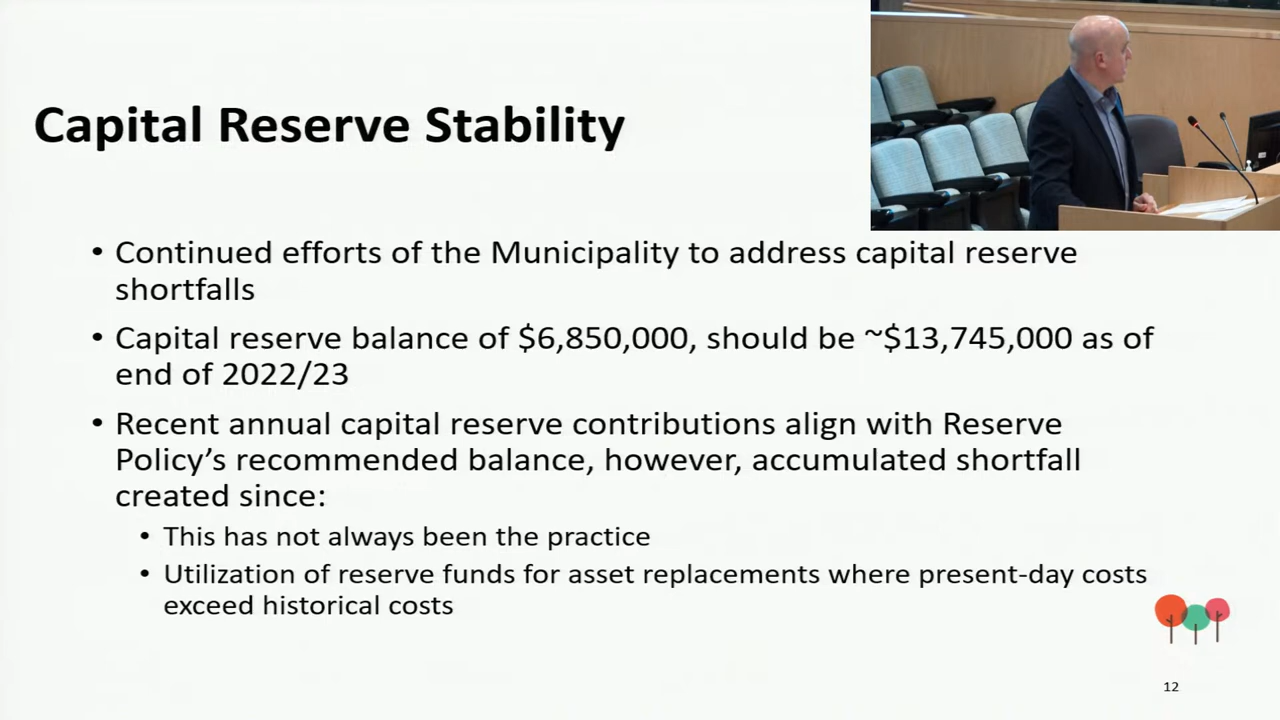 Capital Reserve Stability
• Continued efforts of the Municipality to address capital reserve
shortfalls
• Capital reserve balance of $6,850,000, should be ~$13,745,000 as of
end of 2022/23
• Recent annual capital reserve contributions align with Reserve
Policy’s recommended balance, however, accumulated shortfall
created since:
• This has not always been the practice
• Utilization of reserve funds for asset replacements where present-day costs
exceed historical costs
12